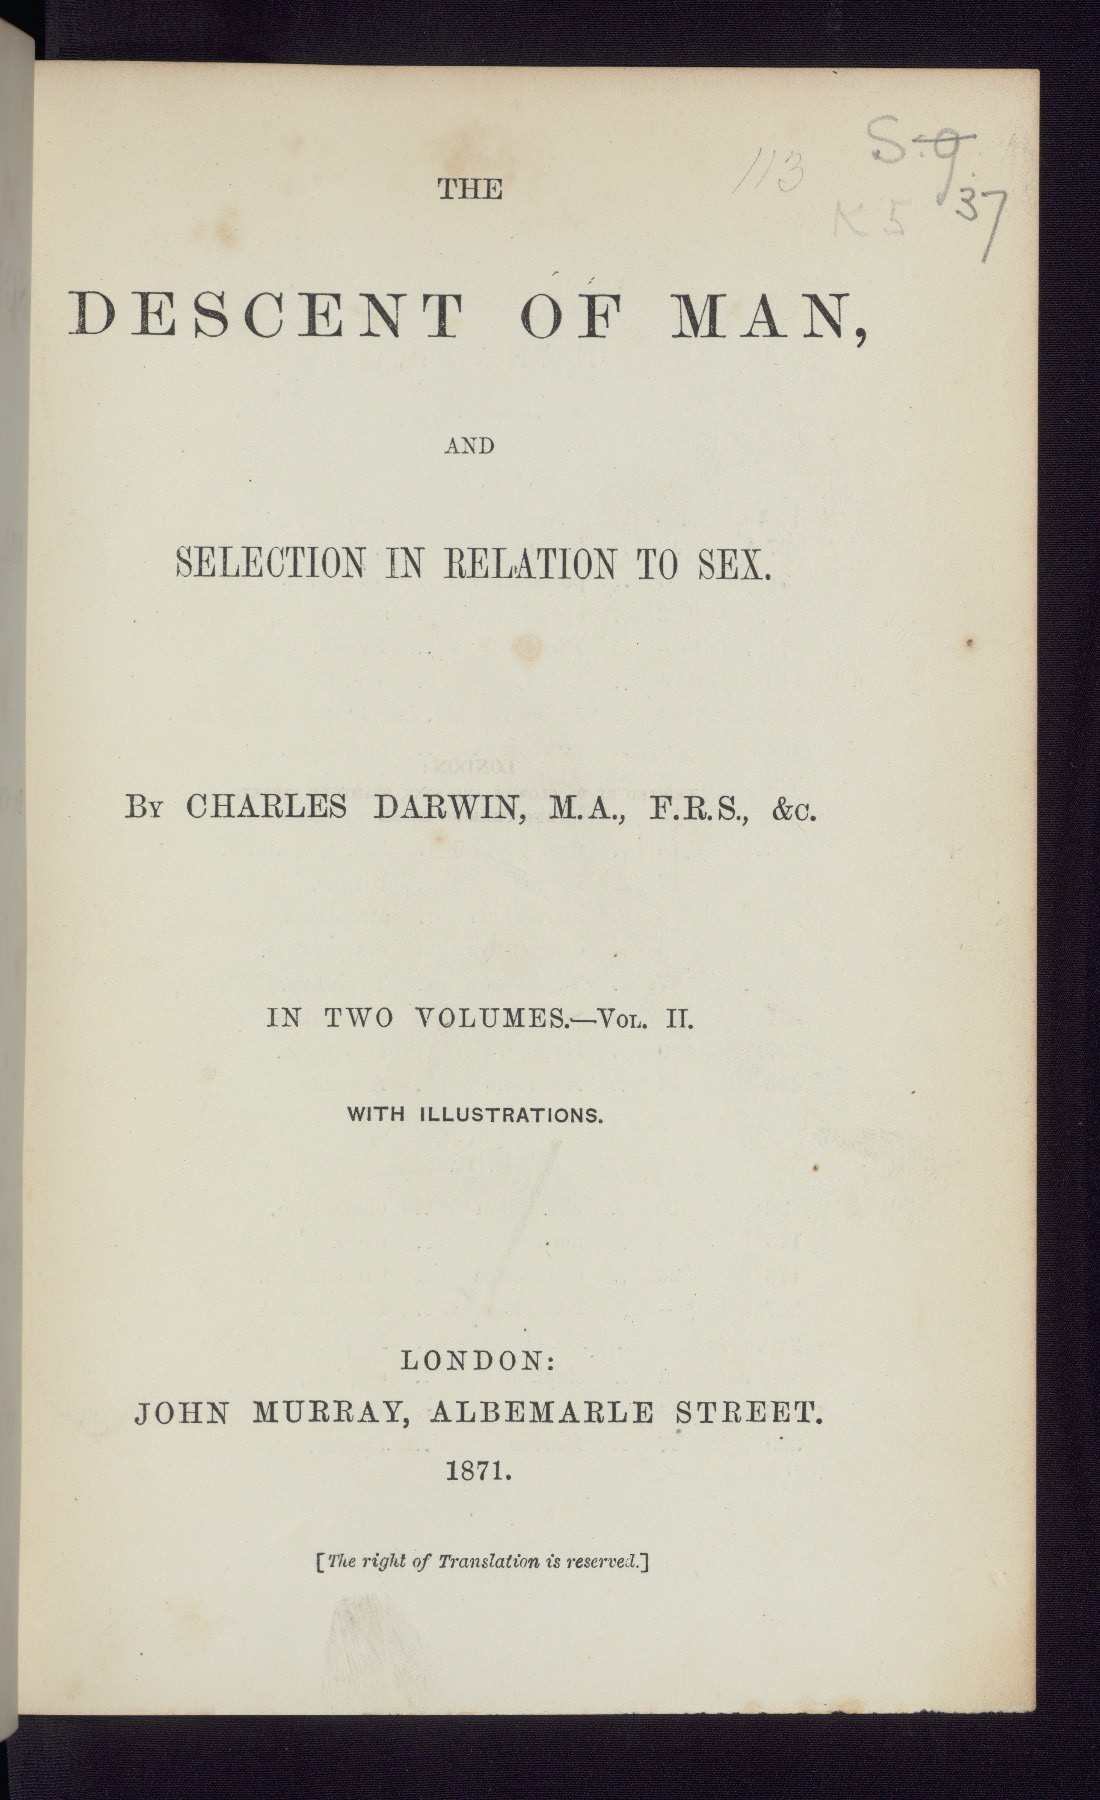 113
S.9.
K5
37
THE
DESCENT OF MAN,
AND
SELECTION IN RELATION TO SEX.
By CHARLES DARWIN, M.A., F.R.S., &c.
IN TWO VOLUMES.—Vol. II.
WITH ILLUSTRATIONS.
LONDON:
JOHN MURRAY, ALBEMARLE STREET.
1871.
[The right of Translation is reserved.]